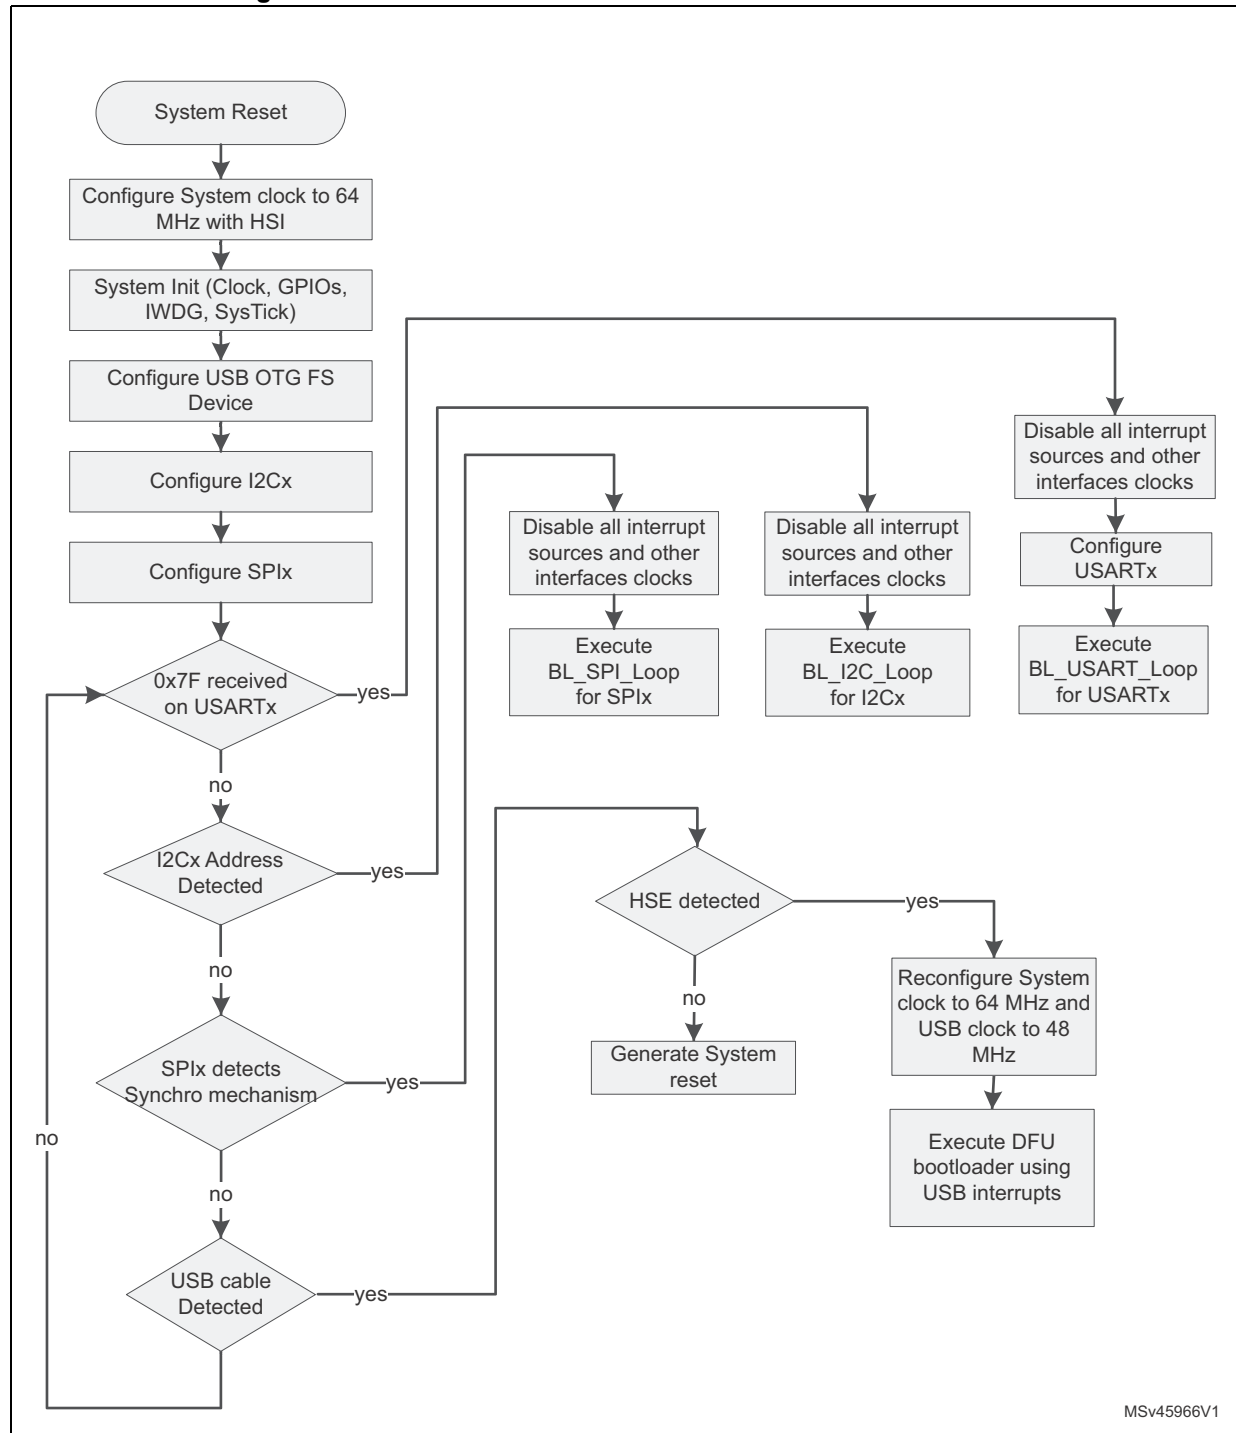 System Reset
Configure System clock to 64
MHz with HSI
System Init (Clock, GPIOs,
IWDG, SysTick)
Configure USB OTG FS
Device
Configure I2Cx
Configure SPIx
0x7F received
on USARTx
yes
no
I2Cx Address
Detected
yes
no
SPIx detects
Synchro mechanism
yes
no
no
USB cable
Detected
yes
Disable all interrupt
sources and other
interfaces clocks
Execute
BL_SPI_Loop
for SPIx
Disable all interrupt
sources and other
interfaces clocks
Execute
BL_I2C_Loop
for I2Cx
Disable all interrupt
sources and other
interfaces clocks
Configure
USARTx
Execute
BL_USART_Loop
for USARTx
HSE detected
yes
no
Generate System
reset
Reconfigure System
clock to 64 MHz and
USB clock to 48
MHz
Execute DFU
bootloader using
USB interrupts
MSv45966V1